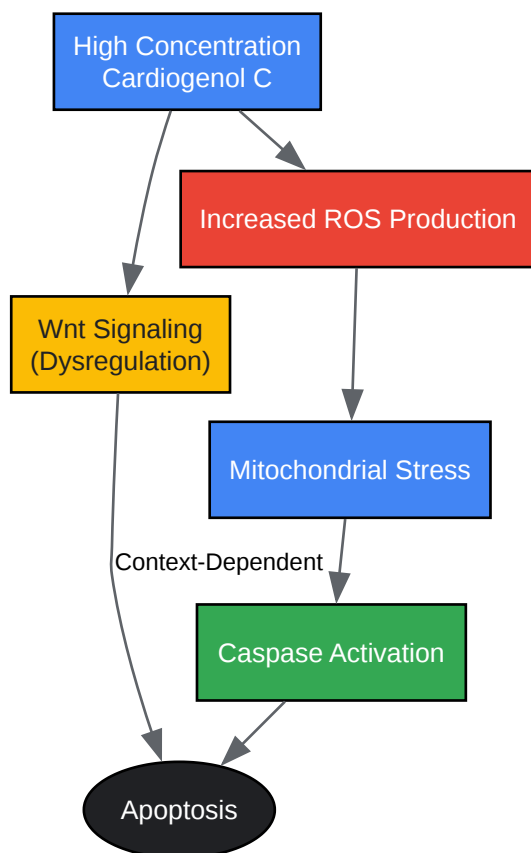 High Concentration
Cardiogenol C
Increased ROS Production
Wnt Signaling
(Dysregulation)
Mitochondrial Stress
Context-Dependent
Caspase Activation
Apoptosis